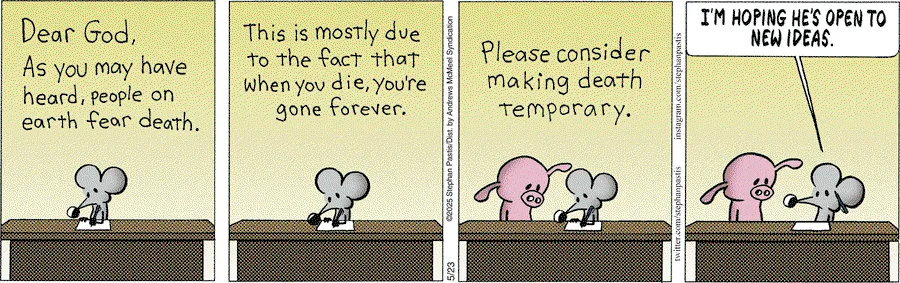 Dear God,
As you may have
heard, people on
earth fear death.
This is mostly due
to the fact that
when you die, you're
gone forever.
©2025 Stephan Pastis/Dist. by Andrews McMeel Syndication
5/23
Please consider
making death
temporary.
twitter.com/stephanpastis
instagram.com/stephanpastis
I'M HOPING HE'S OPEN TO
NEW IDEAS.